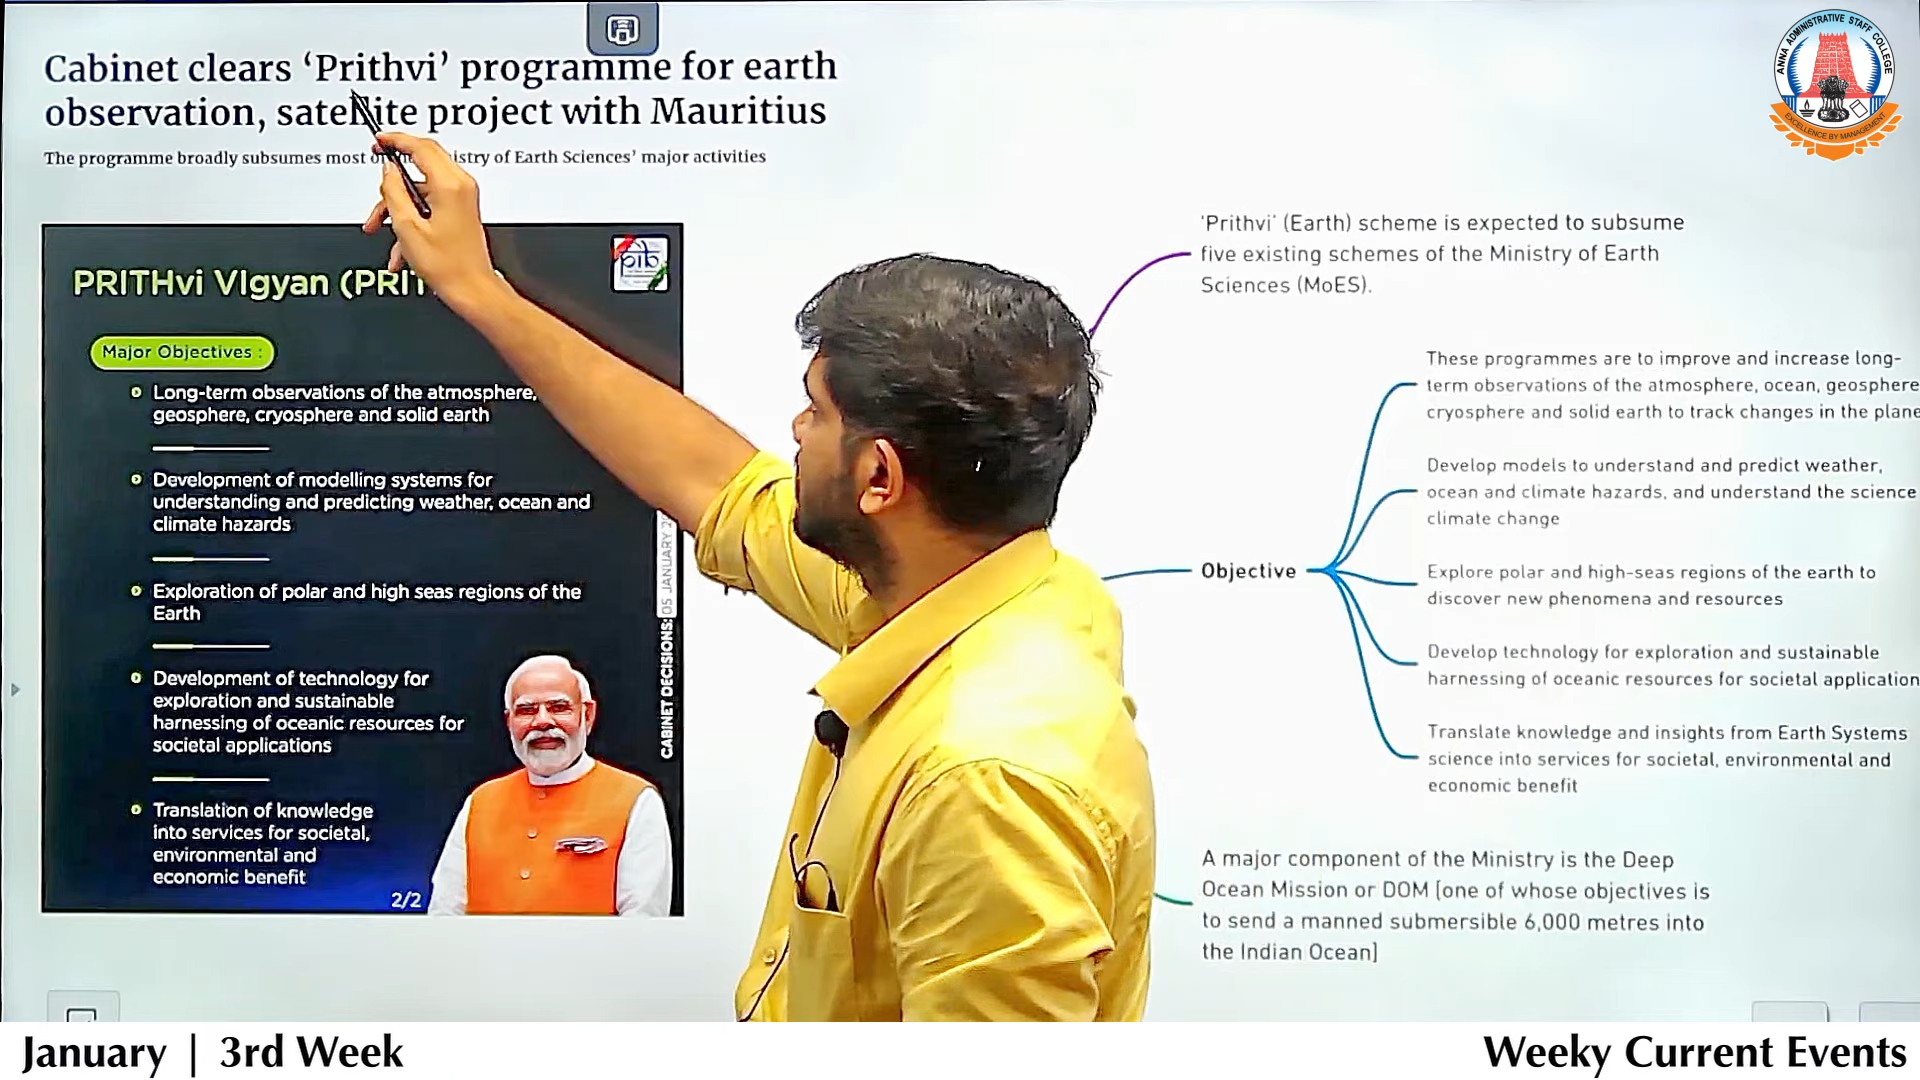 Cabinet clears ‘Prithvi’ programme for earth
observation, satellite project with Mauritius
The programme broadly subsumes most of Ministry of Earth Sciences’ major activities
ANNA ADMINISTRATIVE STAFF COLLEGE
EXCELLENCE BY MANAGEMENT
pib
PRITHvi VIgyan
Major Objectives :
Long-term observations of the atmosphere,
geosphere, cryosphere and solid earth
Development of modelling systems for
understanding and predicting weather, ocean and
climate hazards
Exploration of polar and high seas regions of the
Earth
Development of technology for
exploration and sustainable
harnessing of oceanic resources for
societal applications
Translation of knowledge
into services for societal,
environmental and
economic benefit
2/2
CABINET DECISIONS: 05 JANUARY
‘Prithvi’ (Earth) scheme is expected to subsume
five existing schemes of the Ministry of Earth
Sciences (MoES).
Objective
These programmes are to improve and increase long-
term observations of the atmosphere, ocean, geosphere
cryosphere and solid earth to track changes in the plane
Develop models to understand and predict weather,
ocean and climate hazards, and understand the science
climate change
Explore polar and high-seas regions of the earth to
discover new phenomena and resources
Develop technology for exploration and sustainable
harnessing of oceanic resources for societal application
Translate knowledge and insights from Earth Systems
science into services for societal, environmental and
economic benefit
A major component of the Ministry is the Deep
Ocean Mission or DOM [one of whose objectives is
to send a manned submersible 6,000 metres into
the Indian Ocean]
January | 3rd Week
Weeky Current Events